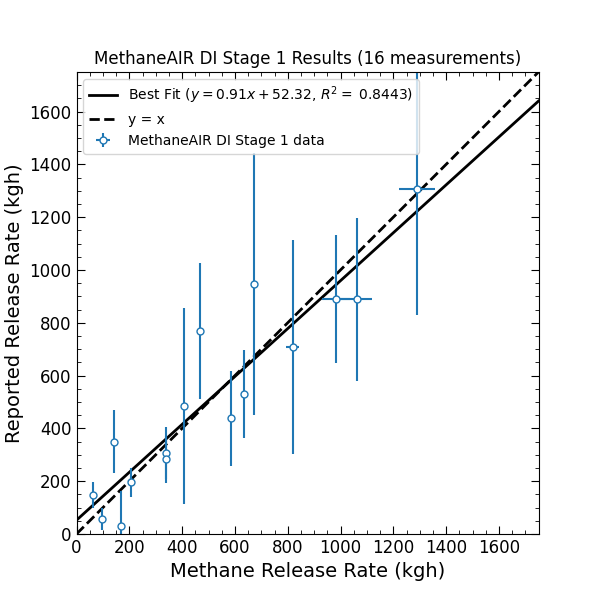 MethaneAIR DI Stage 1 Results (16 measurements)
Best Fit (y = 0.91x + 52.32, R² = 0.8443)
y = x
MethaneAIR DI Stage 1 data
Reported Release Rate (kgh)
1600
1400
1200
1000
800
600
400
200
0
0 200 400 600 800 1000 1200 1400 1600
Methane Release Rate (kgh)